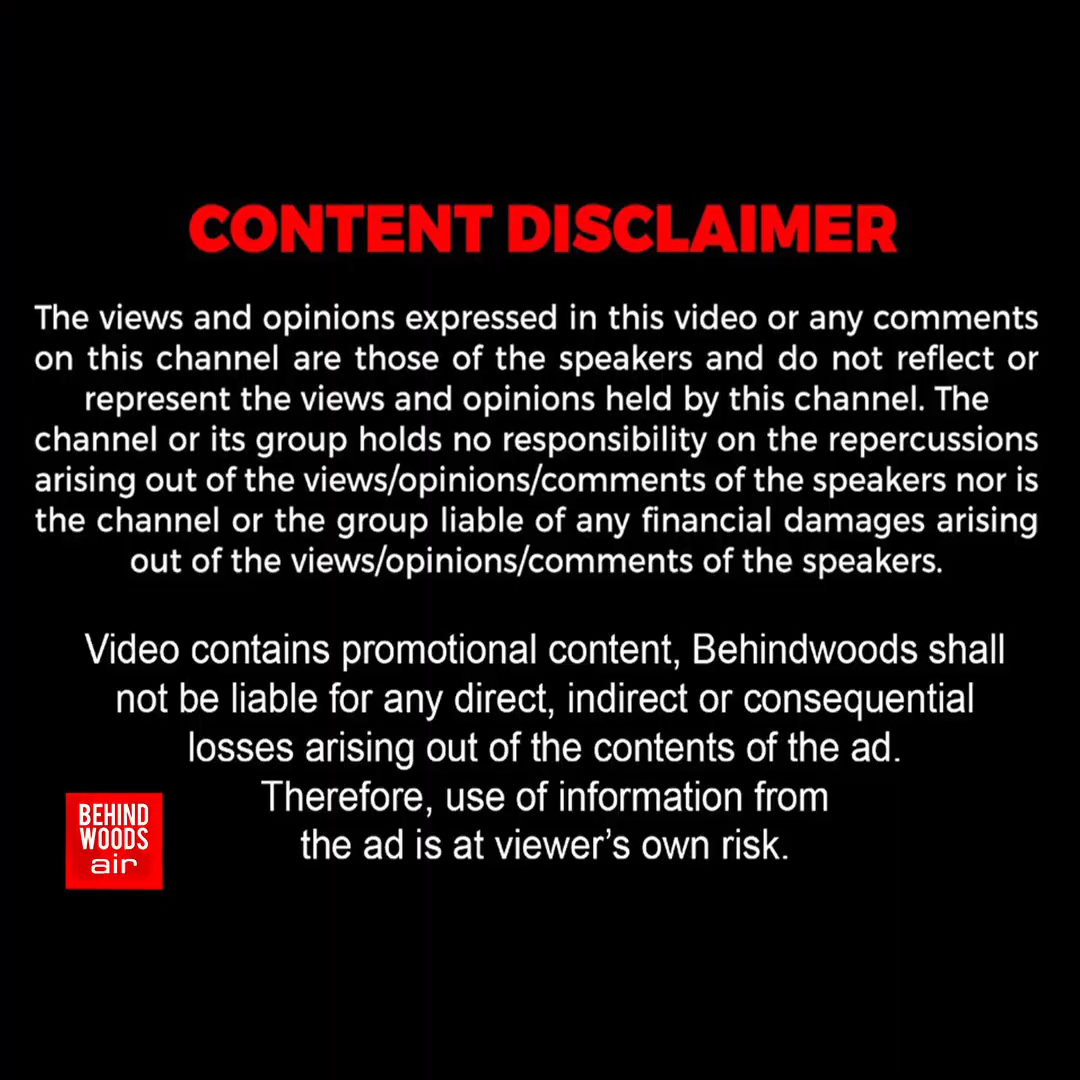 CONTENT DISCLAIMER
The views and opinions expressed in this video or any comments
on this channel are those of the speakers and do not reflect or
represent the views and opinions held by this channel. The
channel or its group holds no responsibility on the repercussions
arising out of the views/opinions/comments of the speakers nor is
the channel or the group liable of any financial damages arising
out of the views/opinions/comments of the speakers.
Video contains promotional content, Behindwoods shall
not be liable for any direct, indirect or consequential
losses arising out of the contents of the ad.
Therefore, use of information from
the ad is at viewer’s own risk.
BEHIND
WOODS
air